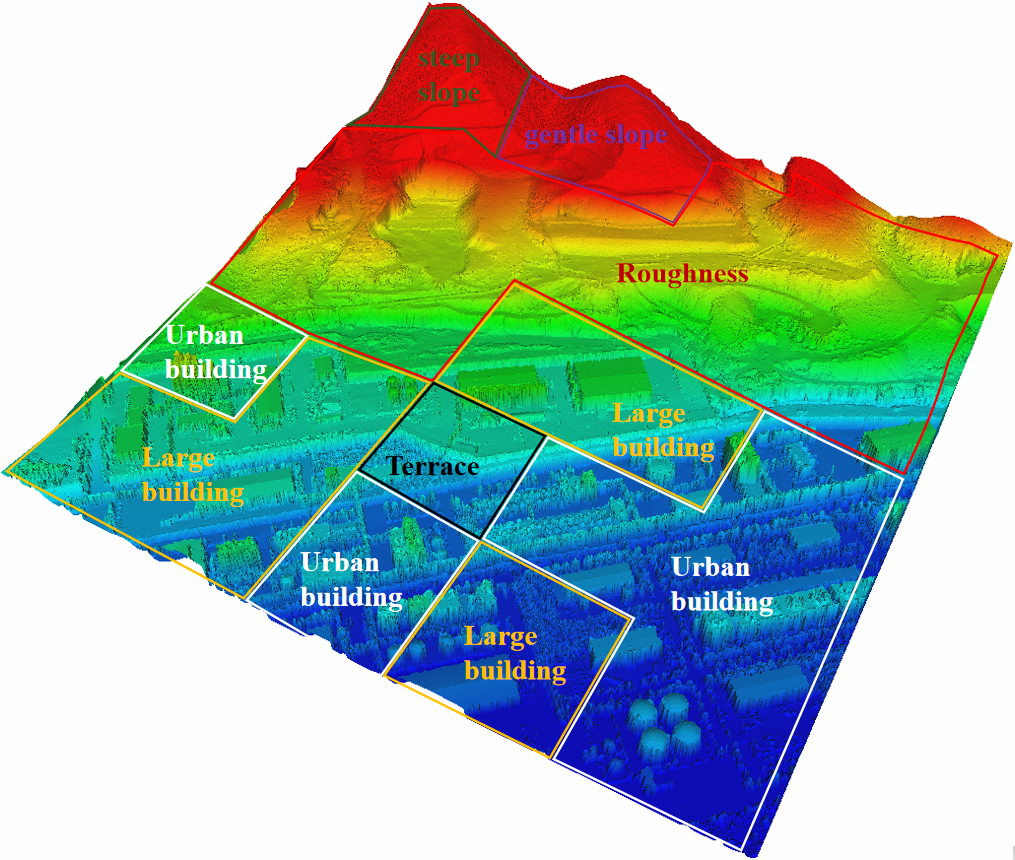 steep
slope
gentle slope
Roughness
Urban
building
Large
building
Large
building
Terrace
Urban
building
Urban
building
Large
building